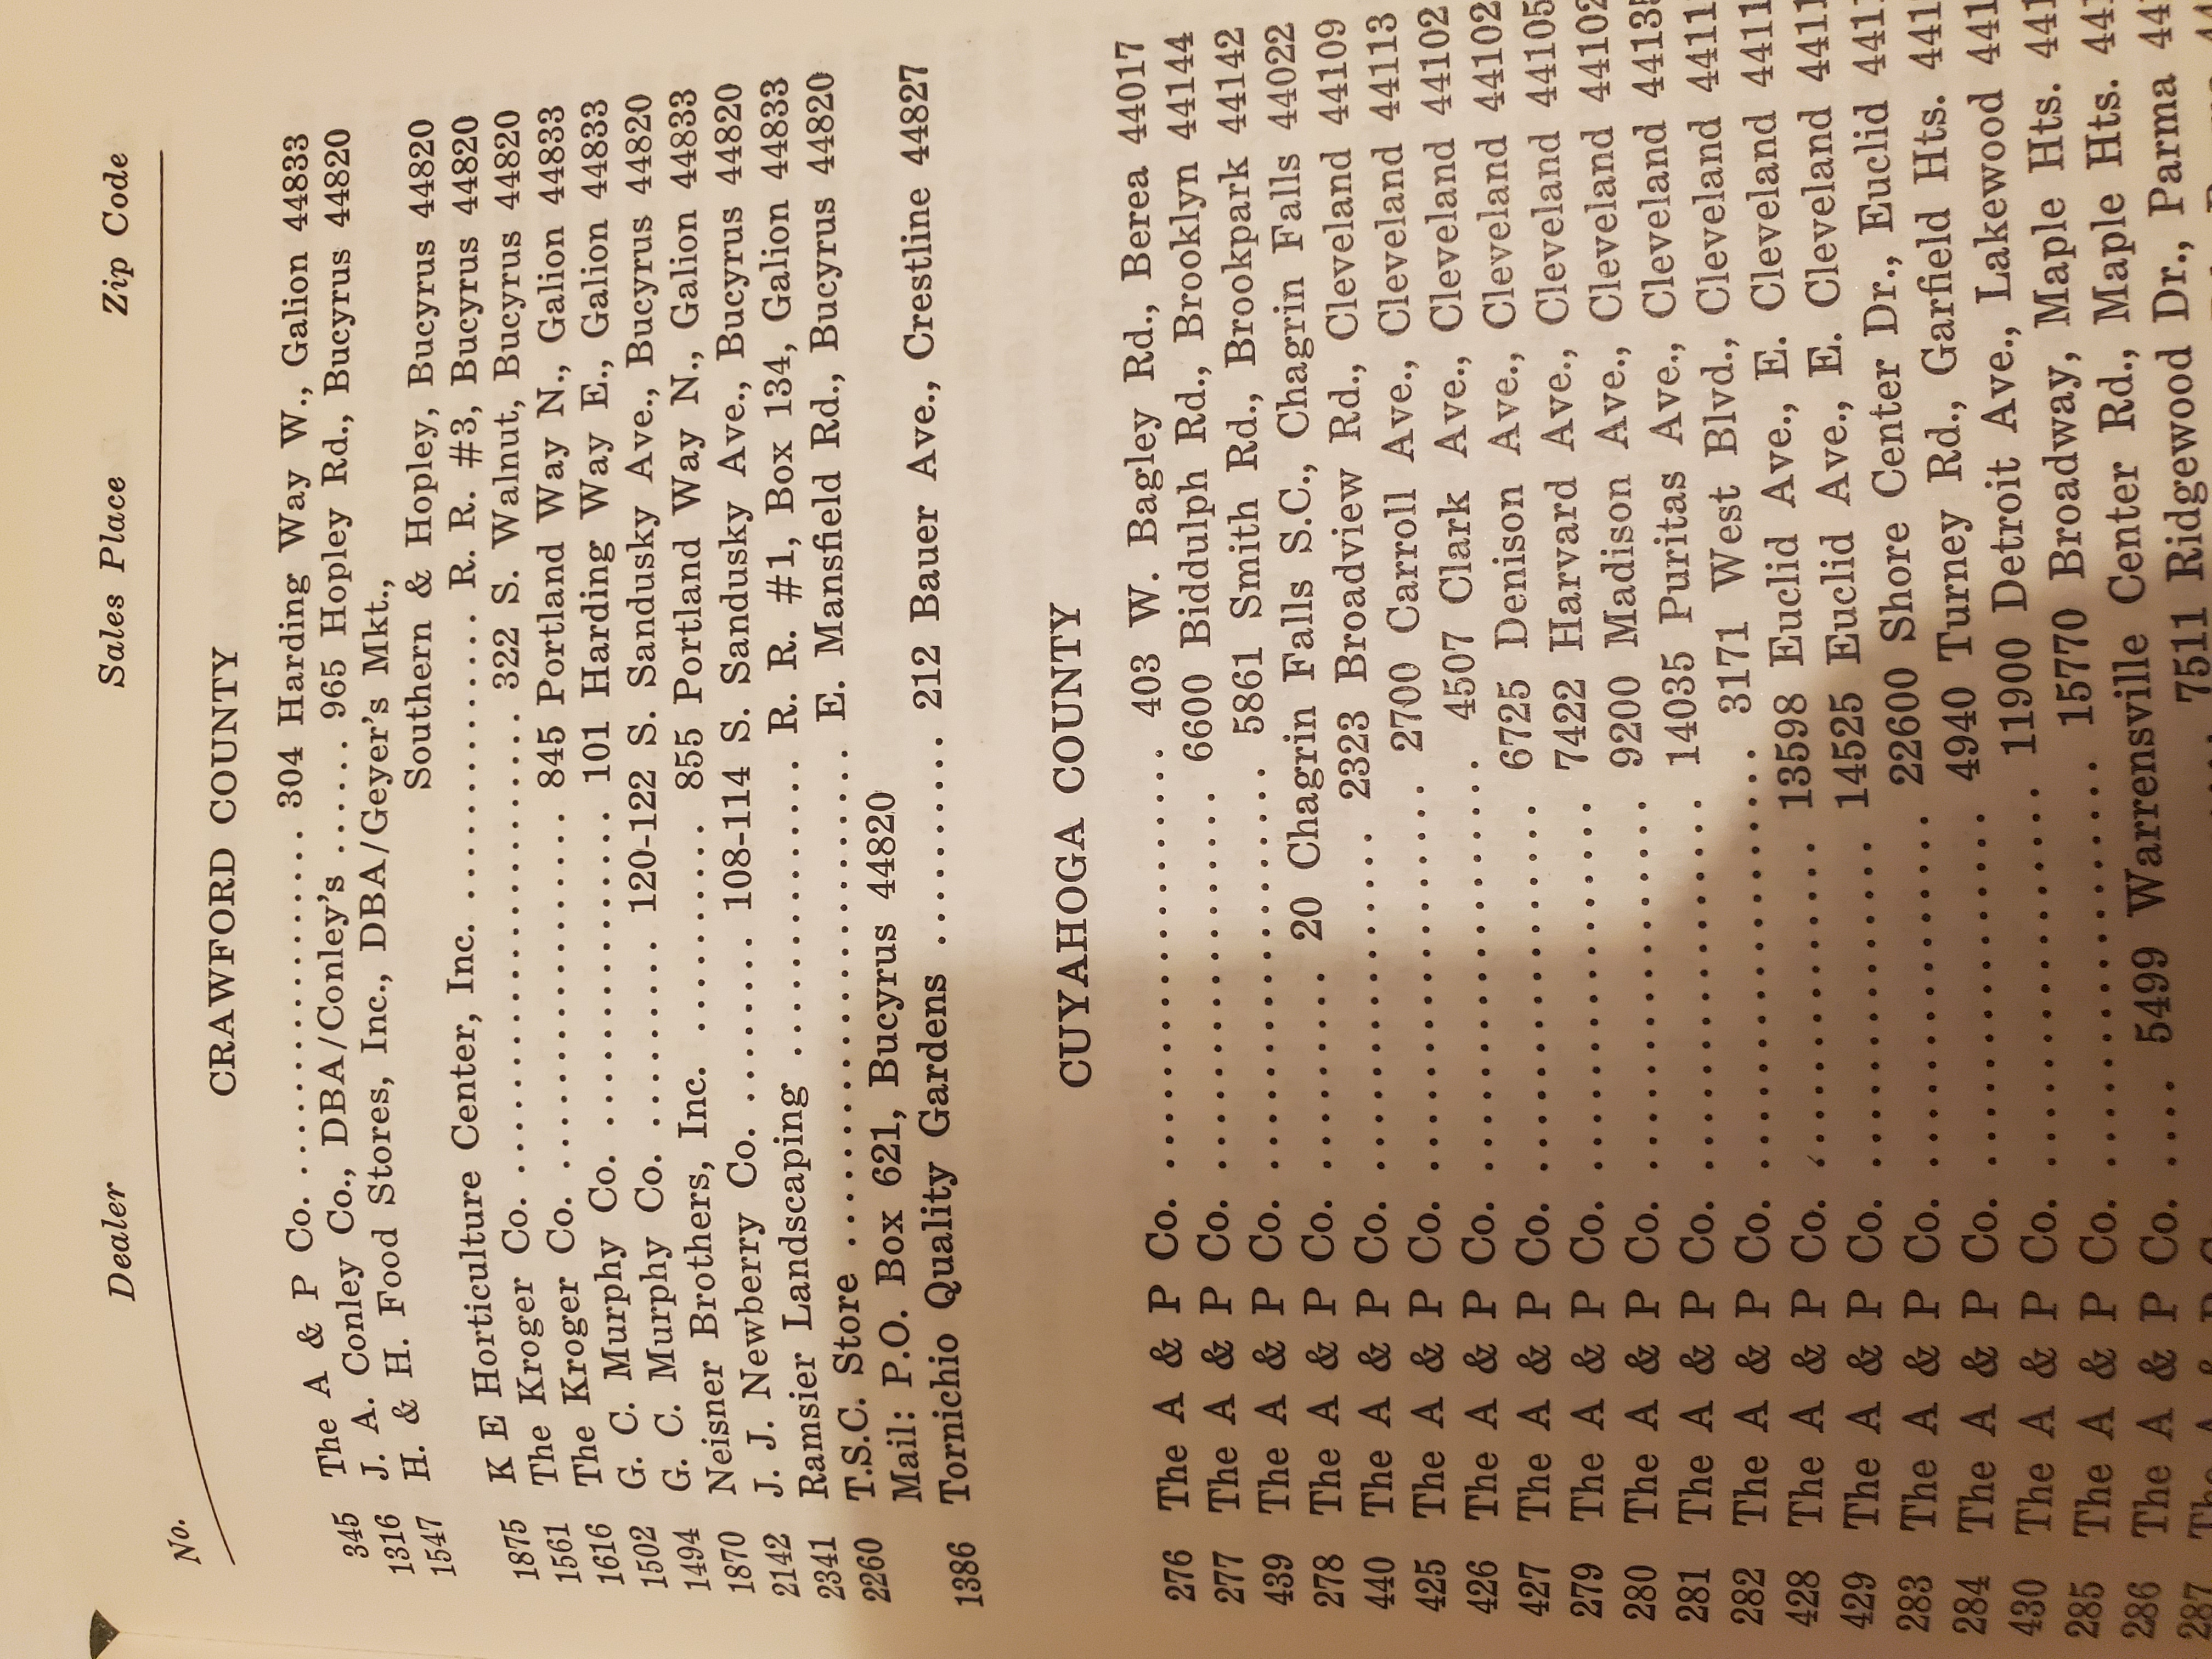 No. Dealer Sales Place Zip Code
CRAWFORD COUNTY
345 The A & P Co. .................. 304 Harding Way W., Galion 44833
1316 J. A. Conley Co., DBA/Conley's ..... 965 Hopley Rd., Bucyrus 44820
1547 H. & H. Food Stores, Inc., DBA/Geyer's Mkt.,
Southern & Hopley, Bucyrus 44820
1875 K E Horticulture Center, Inc. .................. R. R. #3, Bucyrus 44820
1561 The Kroger Co. .......................... 322 S. Walnut, Bucyrus 44820
1616 The Kroger Co. .................... 845 Portland Way N., Galion 44833
1502 G. C. Murphy Co. .................. 101 Harding Way E., Galion 44833
1494 G. C. Murphy Co. .......... 120-122 S. Sandusky Ave., Bucyrus 44820
1870 Neisner Brothers, Inc. .......... 855 Portland Way N., Galion 44833
2142 J. J. Newberry Co. ......... 108-114 S. Sandusky Ave., Bucyrus 44820
2341 Ramsier Landscaping ................ R. R. #1, Box 134, Galion 44833
2260 T.S.C. Store ............................ E. Mansfield Rd., Bucyrus 44820
Mail: P.O. Box 621, Bucyrus 44820
1386 Tornichio Quality Gardens .......... 212 Bauer Ave., Crestline 44827
CUYAHOGA COUNTY
276 The A & P Co. ...................... 403 W. Bagley Rd., Berea 44017
277 The A & P Co. .................... 6600 Biddulph Rd., Brooklyn 44144
439 The A & P Co. ..................... 5861 Smith Rd., Brookpark 44142
278 The A & P Co. .......... 20 Chagrin Falls S.C., Chagrin Falls 44022
440 The A & P Co. ................ 2323 Broadview Rd., Cleveland 44109
425 The A & P Co. .................... 2700 Carroll Ave., Cleveland 44113
426 The A & P Co. ..................... 4507 Clark Ave., Cleveland 44102
427 The A & P Co. .................. 6725 Denison Ave., Cleveland 44102
279 The A & P Co. .................. 7422 Harvard Ave., Cleveland 44105
280 The A & P Co. .................. 9200 Madison Ave., Cleveland 44102
281 The A & P Co. .................. 14035 Puritas Ave., Cleveland 44135
282 The A & P Co. ..................... 3171 West Blvd., Cleveland 4411
428 The A & P Co. ................ 13598 Euclid Ave., E. Cleveland 4411
429 The A & P Co. ................ 14525 Euclid Ave., E. Cleveland 4411
283 The A & P Co. ................. 22600 Shore Center Dr., Euclid 441
284 The A & P Co. ................. 4940 Turney Rd., Garfield Hts. 441
430 The A & P Co. .................. 11900 Detroit Ave., Lakewood 441
285 The A & P Co. ................... 15770 Broadway, Maple Hts. 441
286 The A & P Co. .... 5499 Warrensville Center Rd., Maple Hts. 44
287 7511 Ridgewood Dr., Parma 44